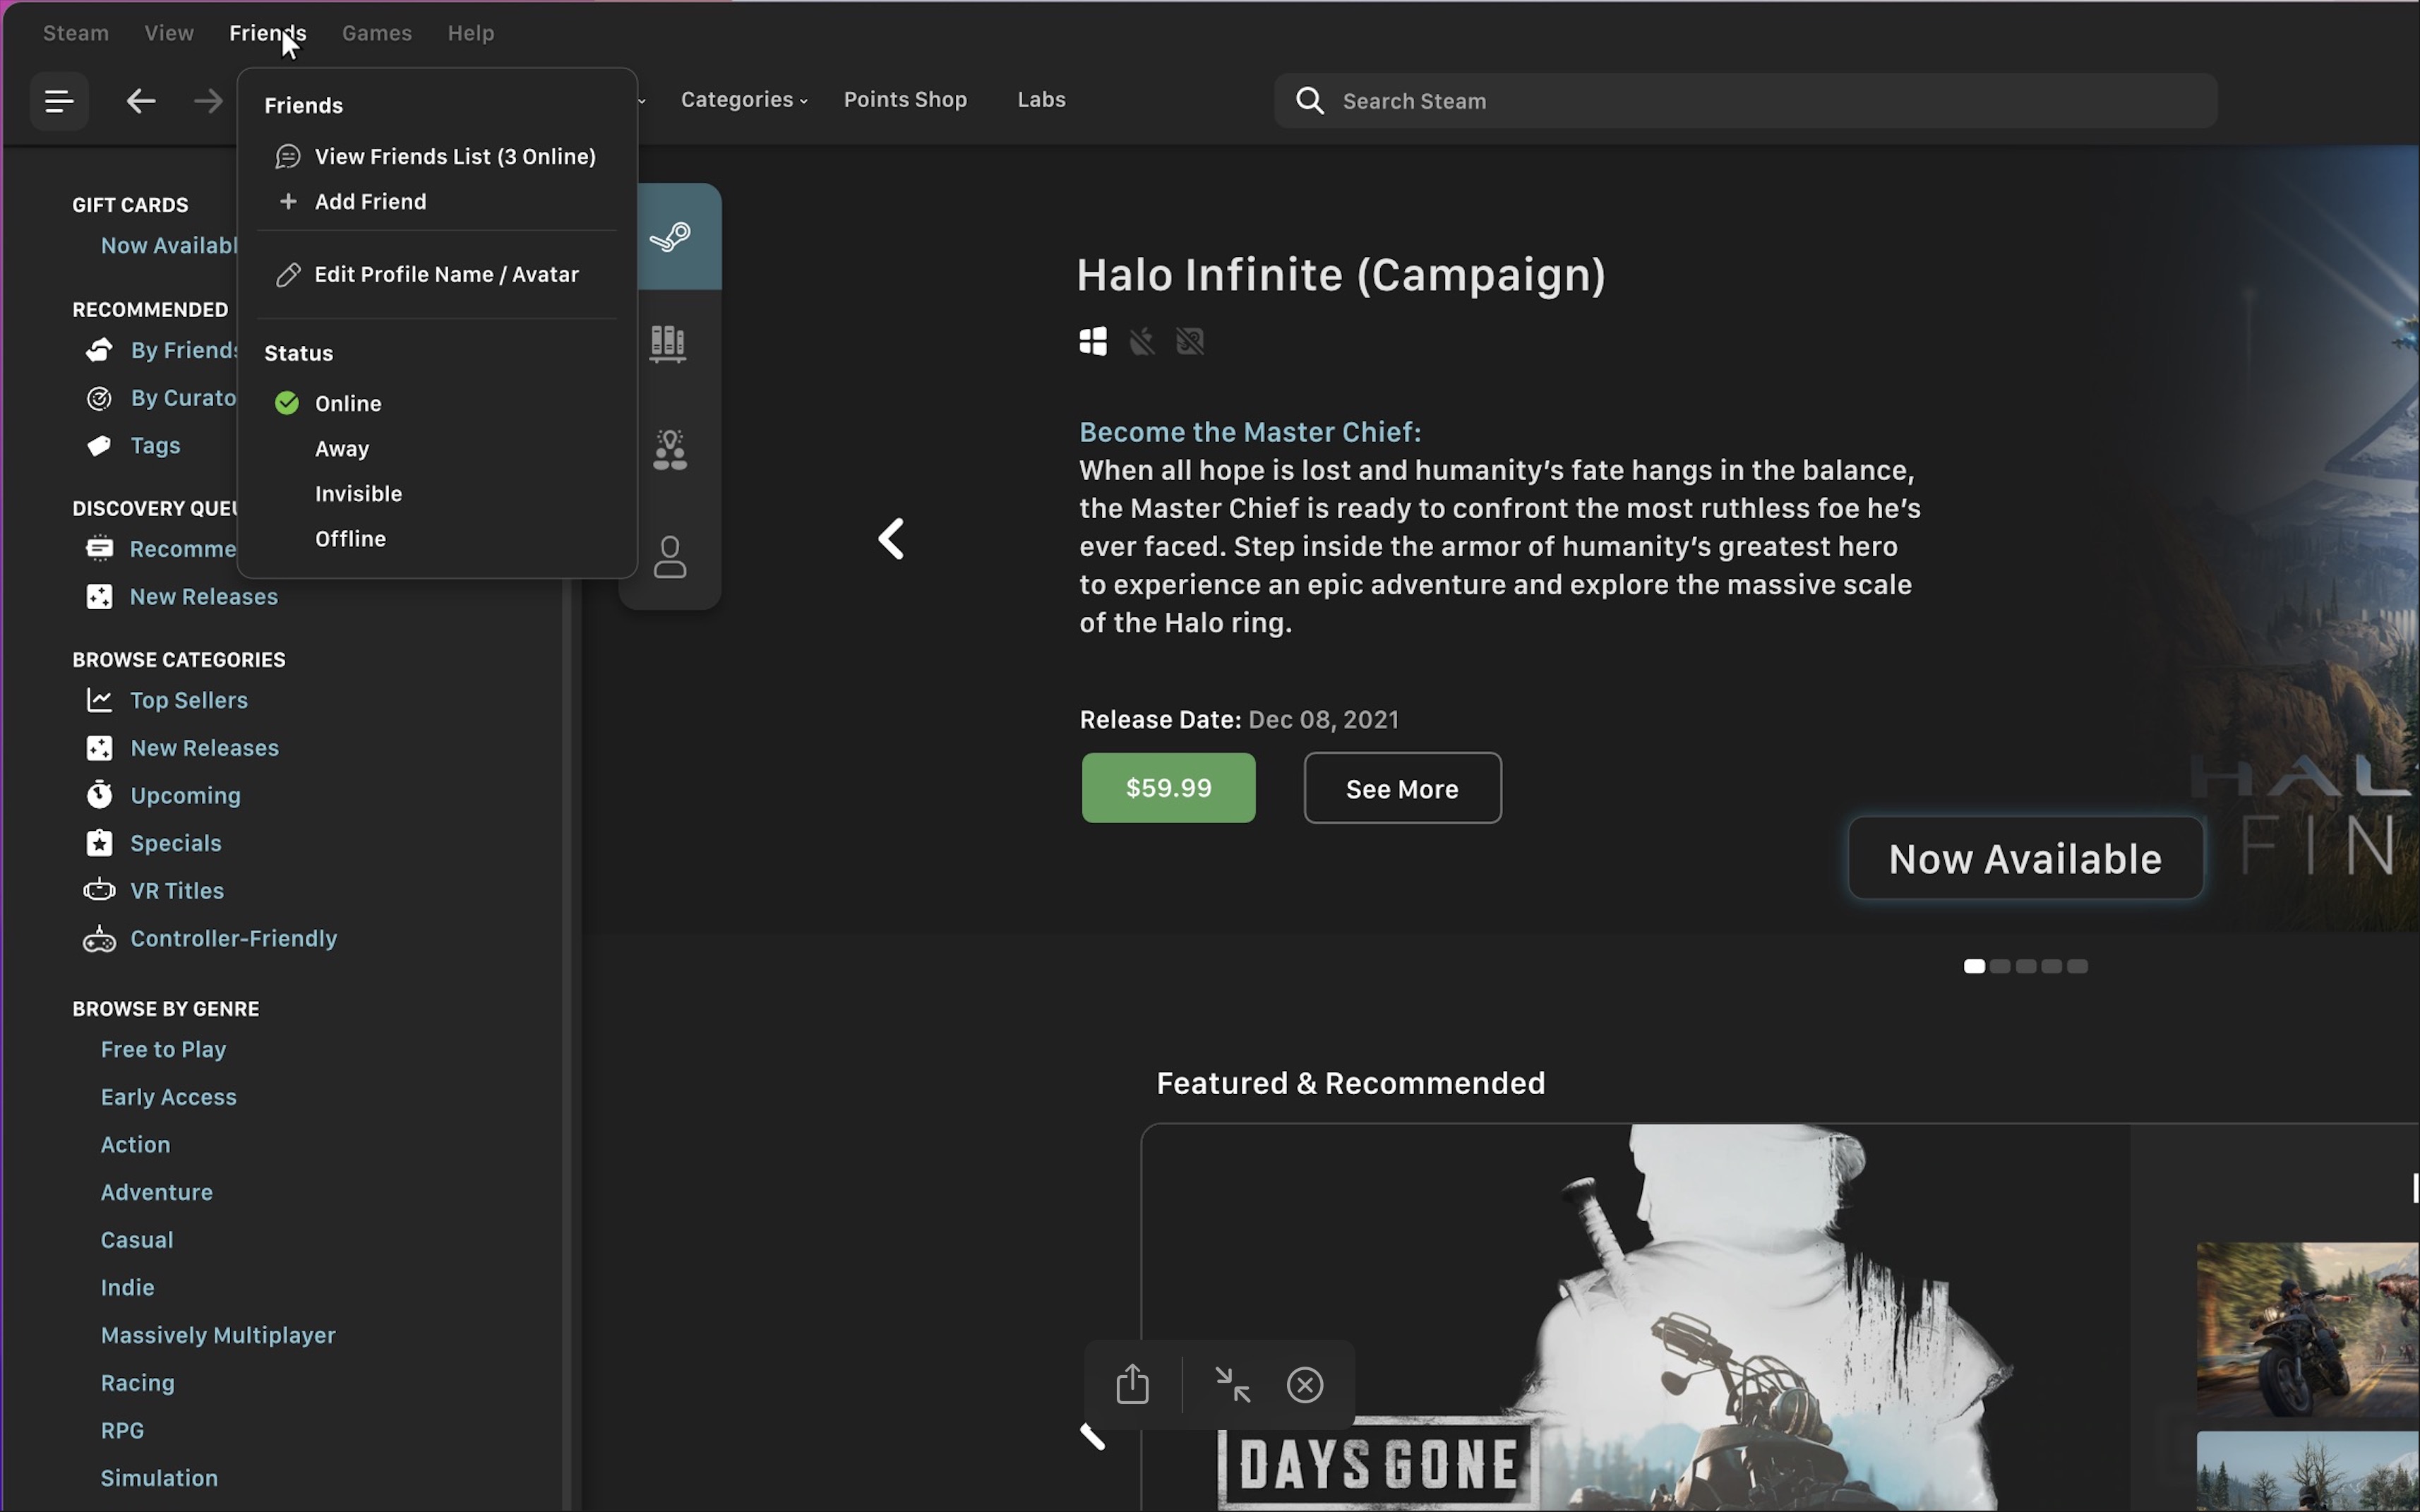 Steam View Friends Games Help
Categories Points Shop Labs
Search Steam
Friends
View Friends List (3 Online)
Add Friend
Edit Profile Name / Avatar
Status
Online
Away
Invisible
Offline
GIFT CARDS
Now Availabl
RECOMMENDED
By Friends
By Curato
Tags
DISCOVERY QUEU
Recomme
New Releases
BROWSE CATEGORIES
Top Sellers
New Releases
Upcoming
Specials
VR Titles
Controller-Friendly
BROWSE BY GENRE
Free to Play
Early Access
Action
Adventure
Casual
Indie
Massively Multiplayer
Racing
RPG
Simulation
Halo Infinite (Campaign)
Become the Master Chief:
When all hope is lost and humanity’s fate hangs in the balance,
the Master Chief is ready to confront the most ruthless foe he’s
ever faced. Step inside the armor of humanity’s greatest hero
to experience an epic adventure and explore the massive scale
of the Halo ring.
Release Date: Dec 08, 2021
$59.99 See More
HAL
FIN
Now Available
Featured & Recommended
DAYS GONE